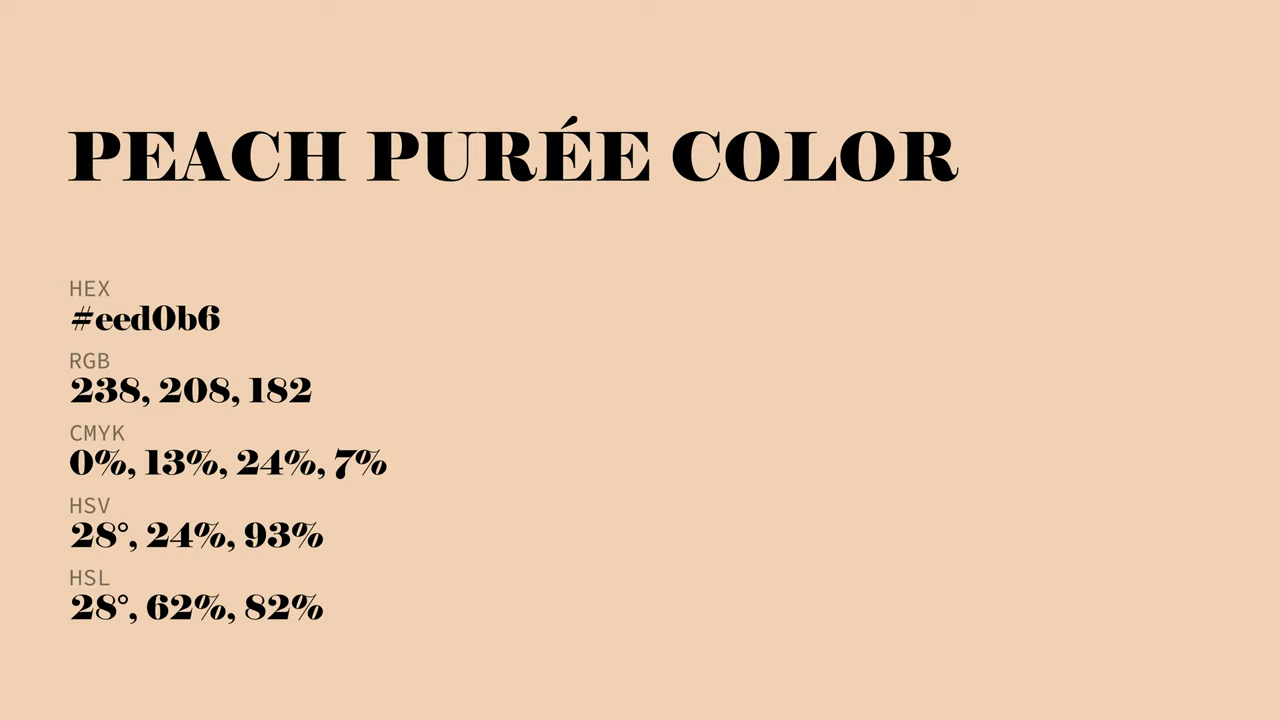 PEACH PURÉE COLOR
HEX
#eed0b6
RGB
238, 208, 182
CMYK
0%, 13%, 24%, 7%
HSV
28°, 24%, 93%
HSL
28°, 62%, 82%